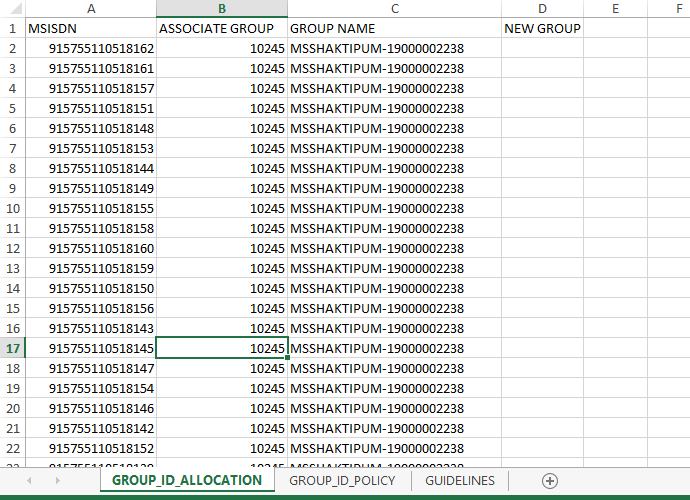 A B C D E F
1 MSISDN ASSOCIATE GROUP GROUP NAME NEW GROUP
2 915755110518162 10245 MSSHAKTIPUM-19000002238
3 915755110518161 10245 MSSHAKTIPUM-19000002238
4 915755110518157 10245 MSSHAKTIPUM-19000002238
5 915755110518151 10245 MSSHAKTIPUM-19000002238
6 915755110518148 10245 MSSHAKTIPUM-19000002238
7 915755110518153 10245 MSSHAKTIPUM-19000002238
8 915755110518144 10245 MSSHAKTIPUM-19000002238
9 915755110518149 10245 MSSHAKTIPUM-19000002238
10 915755110518155 10245 MSSHAKTIPUM-19000002238
11 915755110518158 10245 MSSHAKTIPUM-19000002238
12 915755110518160 10245 MSSHAKTIPUM-19000002238
13 915755110518159 10245 MSSHAKTIPUM-19000002238
14 915755110518150 10245 MSSHAKTIPUM-19000002238
15 915755110518156 10245 MSSHAKTIPUM-19000002238
16 915755110518143 10245 MSSHAKTIPUM-19000002238
17 915755110518145 10245 MSSHAKTIPUM-19000002238
18 915755110518147 10245 MSSHAKTIPUM-19000002238
19 915755110518154 10245 MSSHAKTIPUM-19000002238
20 915755110518146 10245 MSSHAKTIPUM-19000002238
21 915755110518142 10245 MSSHAKTIPUM-19000002238
22 915755110518152 10245 MSSHAKTIPUM-19000002238
GROUP_ID_ALLOCATION GROUP_ID_POLICY GUIDELINES